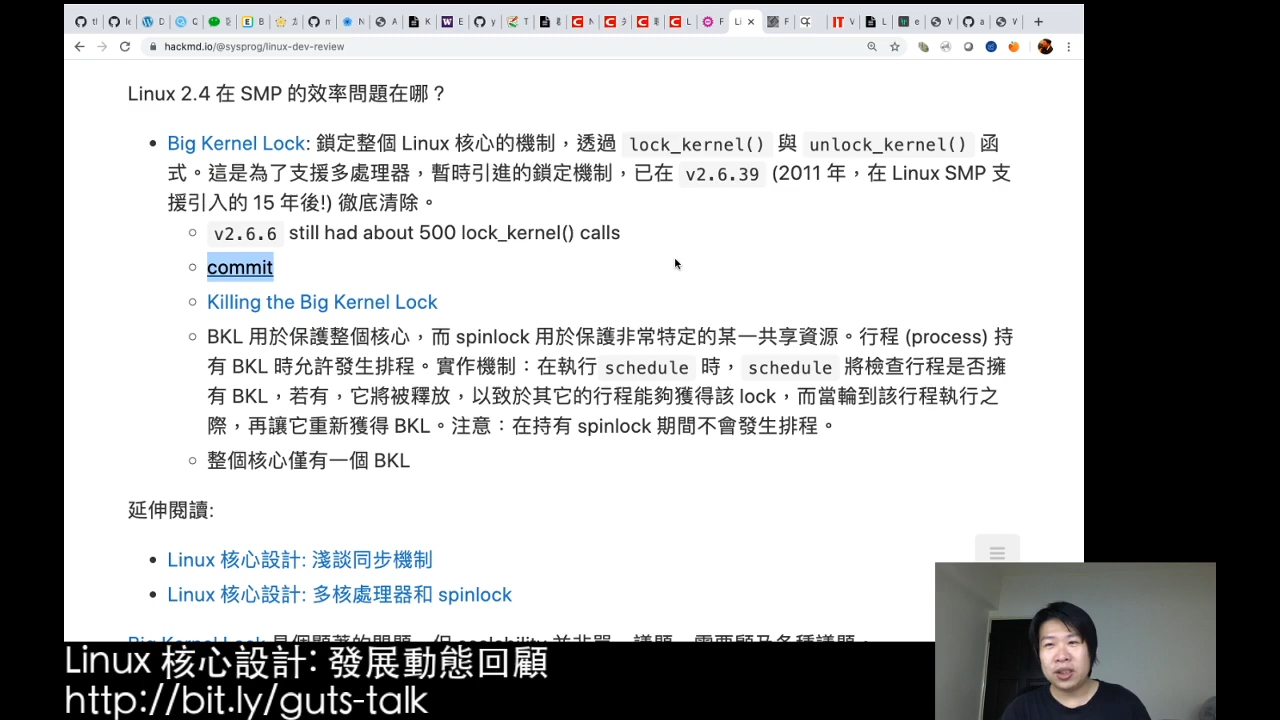 hackmd.io/@sysprog/linux-dev-review
Linux 2.4 在 SMP 的效率問題在哪？
Big Kernel Lock: 鎖定整個 Linux 核心的機制，透過 lock_kernel() 與 unlock_kernel() 函
式。這是為了支援多處理器，暫時引進的鎖定機制，已在 v2.6.39 (2011 年，在 Linux SMP 支
援引入的 15 年後!) 徹底清除。
v2.6.6 still had about 500 lock_kernel() calls
commit
Killing the Big Kernel Lock
BKL 用於保護整個核心，而 spinlock 用於保護非常特定的某一共享資源。行程 (process) 持
有 BKL 時允許發生排程。實作機制：在執行 schedule 時，schedule 將檢查行程是否擁
有 BKL，若有，它將被釋放，以致於其它的行程能夠獲得該 lock，而當輪到該行程執行之
際，再讓它重新獲得 BKL。注意：在持有 spinlock 期間不會發生排程。
整個核心僅有一個 BKL
延伸閱讀:
Linux 核心設計: 淺談同步機制
Linux 核心設計: 多核處理器和 spinlock
Linux 核心設計: 發展動態回顧
http://bit.ly/guts-talk